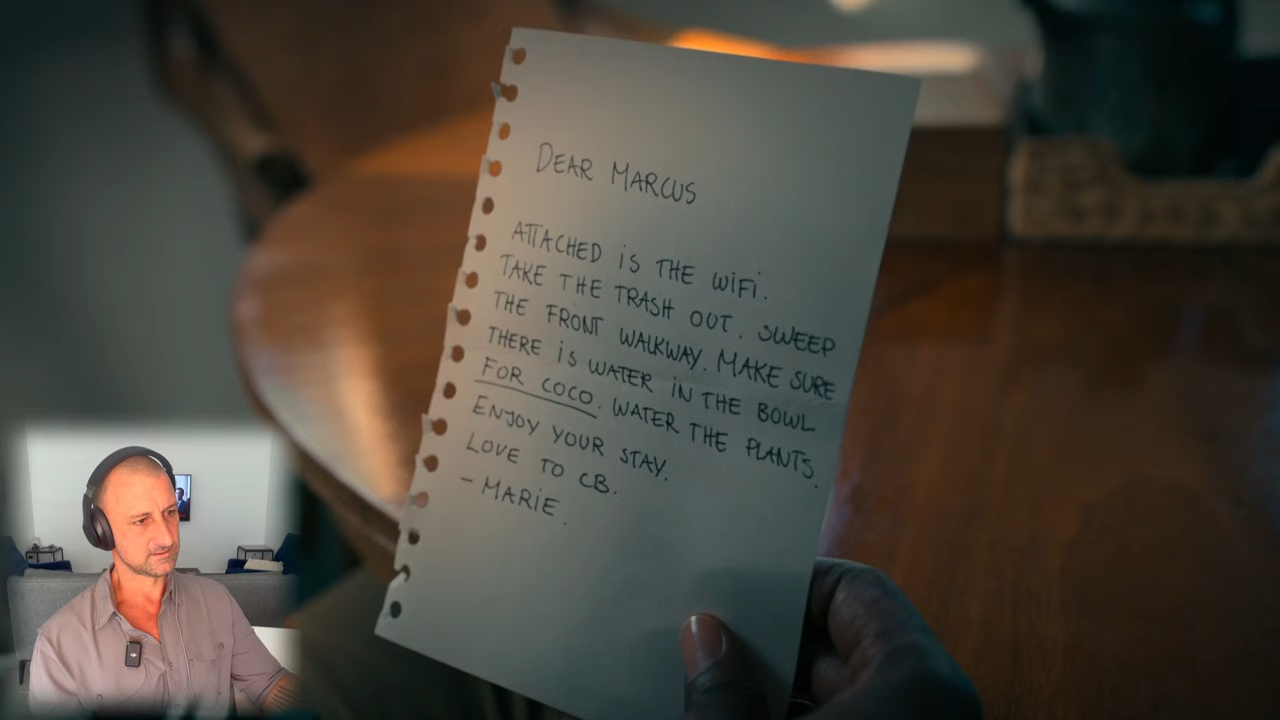 DEAR MARCUS
ATTACHED iS THE WiFi.
TAKE THE TRASH OUT. SWEEP
THE FRONT WALKWAY. MAKE SURE
THERE iS WATER IN THE BOWL
FOR COCO. WATER THE PLANTS.
ENJOY YOUR STAY.
LOVE TO CB.
- MARiE.